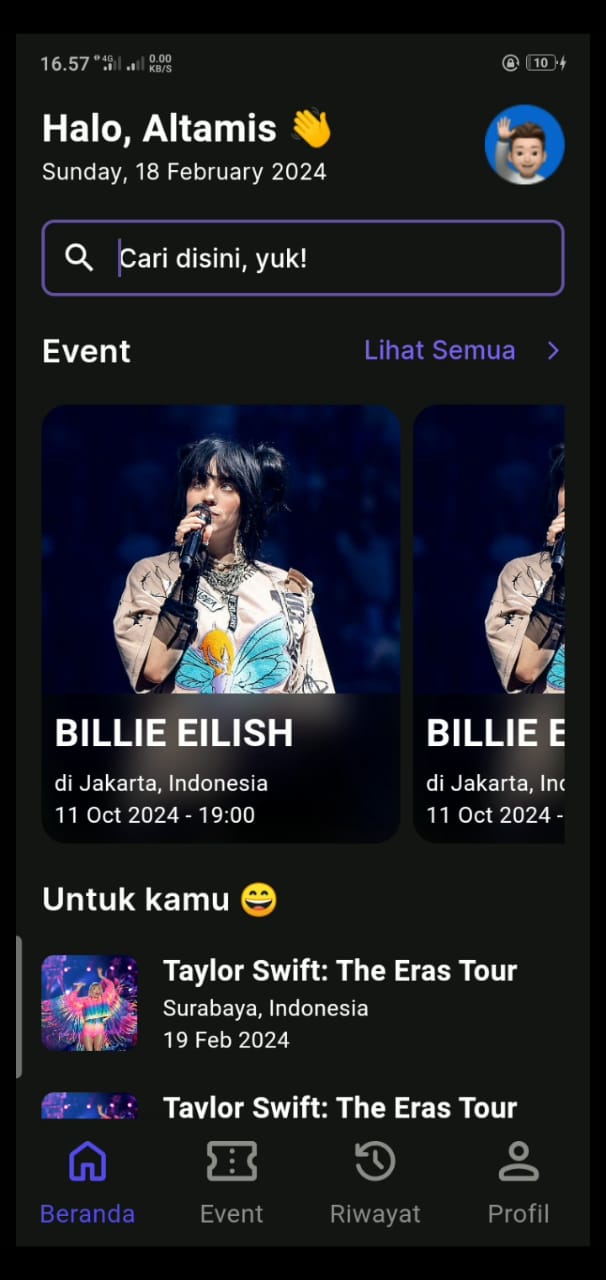 16.57 4G 0.00 KB/S 10
Halo, Altamis 👋
Sunday, 18 February 2024
Cari disini, yuk!
Event Lihat Semua >
BILLIE EILISH
di Jakarta, Indonesia
11 Oct 2024 - 19:00
BILLIE E
di Jakarta, Ind
11 Oct 2024 -
Untuk kamu 😄
Taylor Swift: The Eras Tour
Surabaya, Indonesia
19 Feb 2024
Taylor Swift: The Eras Tour
Beranda Event Riwayat Profil